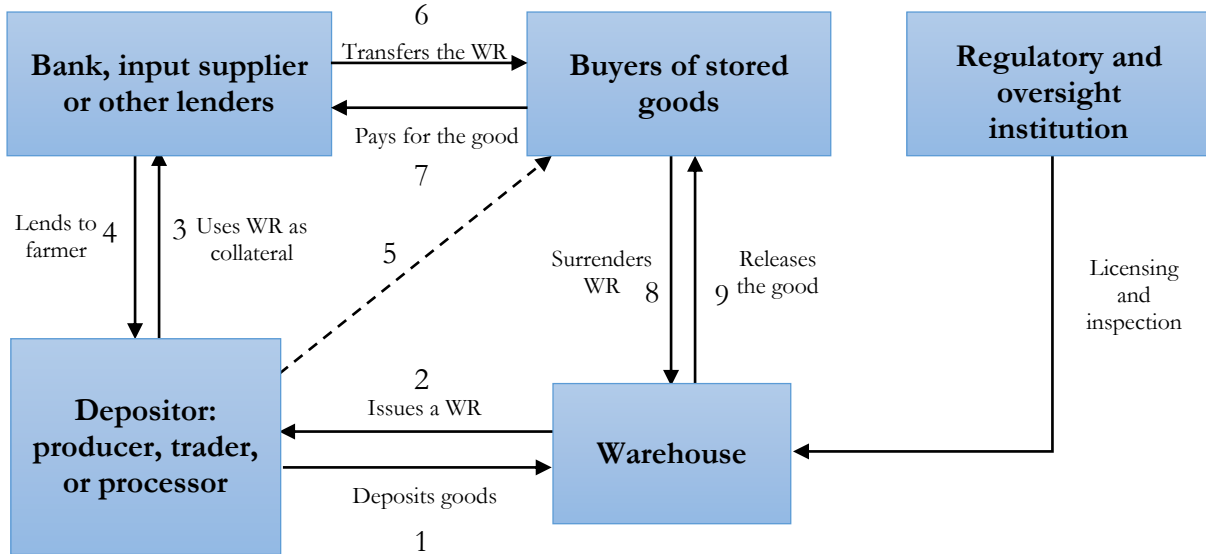 6
Transfers the WR
Bank, input supplier
or other lenders
Buyers of stored
goods
Regulatory and
oversight
institution
Pays for the good
7
Lends to
farmer
4
3
Uses WR as
collateral
5
Surrenders
WR
8
9
Releases
the good
Licensing
and
inspection
2
Issues a WR
Depositor:
producer, trader,
or processor
Warehouse
Deposits goods
1